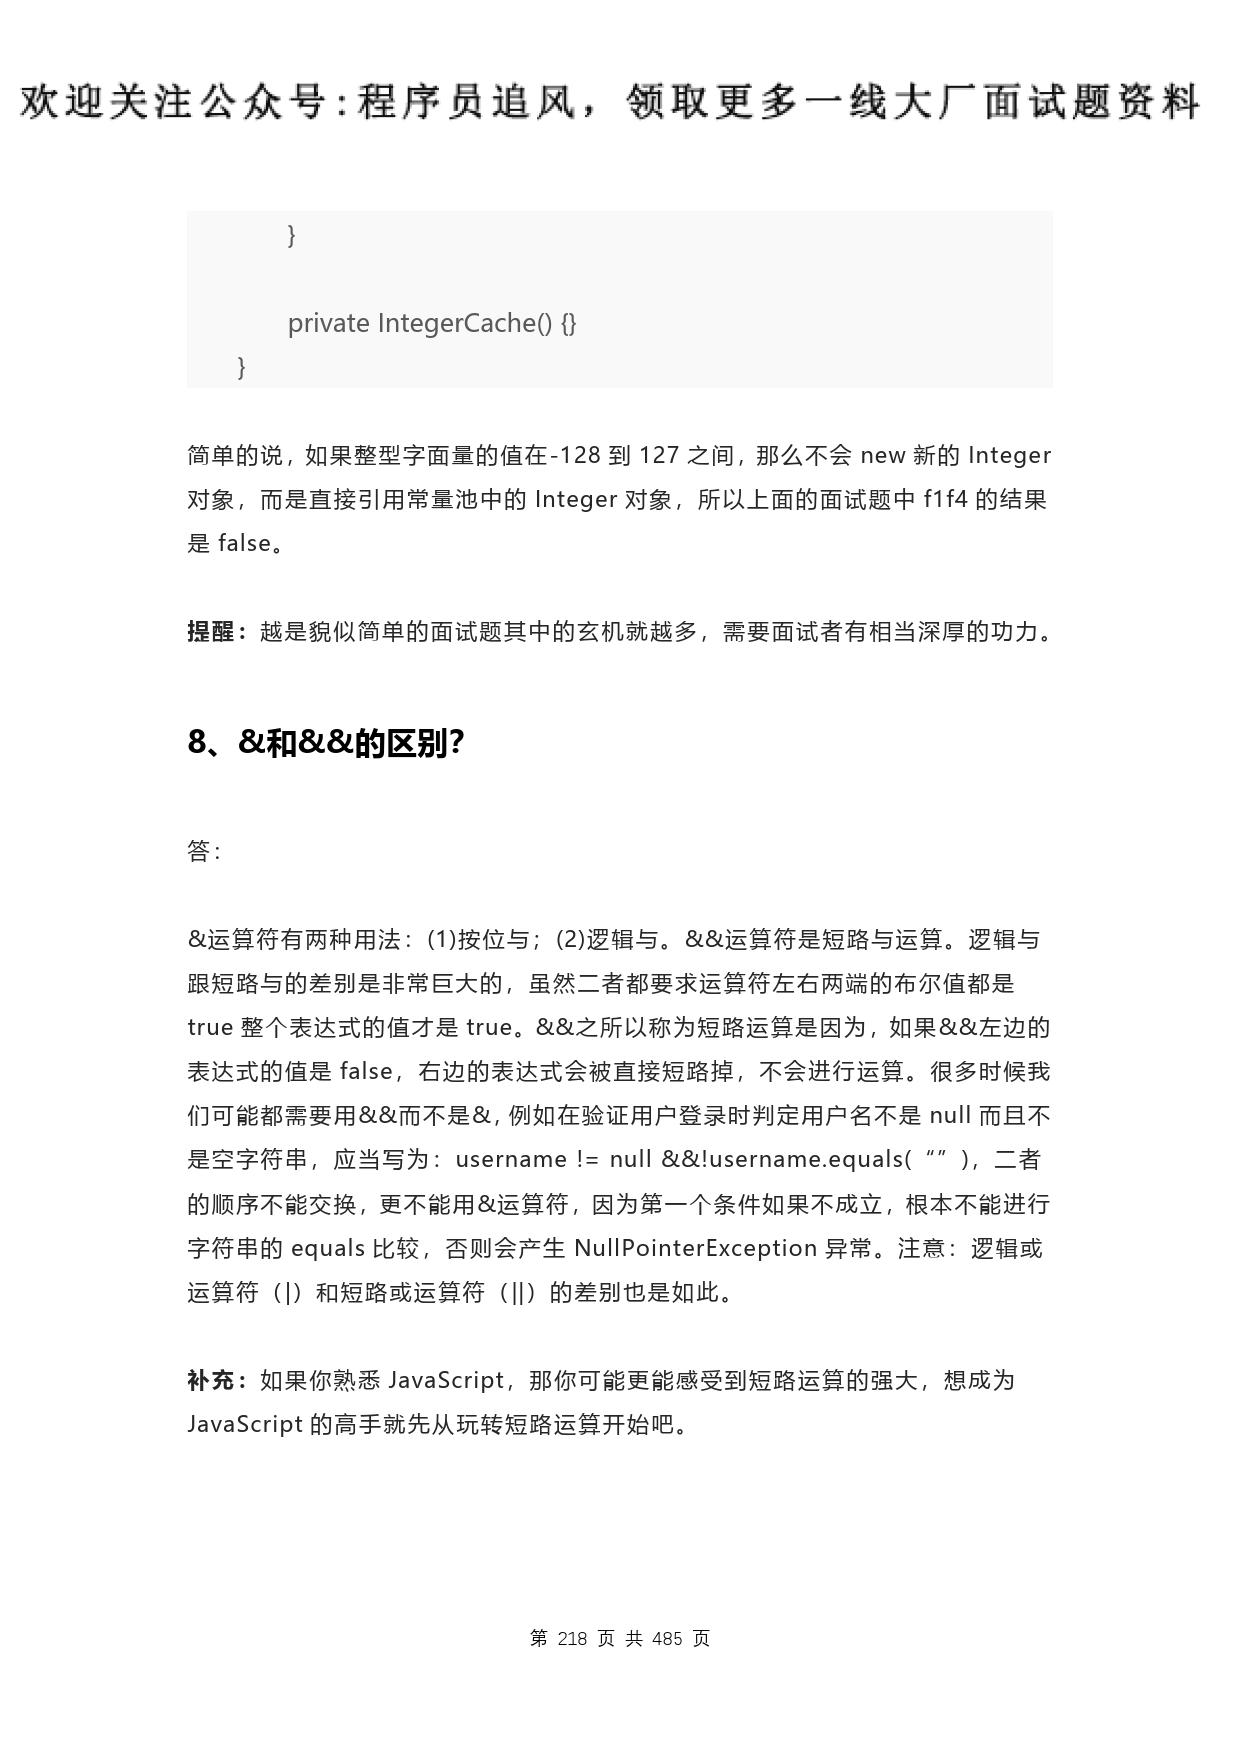 欢迎关注公众号:程序员追风，领取更多一线大厂面试题资料
}
private IntegerCache() {}
}
简单的说，如果整型字面量的值在-128 到 127 之间，那么不会 new 新的 Integer
对象，而是直接引用常量池中的 Integer 对象，所以上面的面试题中 f1f4 的结果
是 false。
提醒：越是貌似简单的面试题其中的玄机就越多，需要面试者有相当深厚的功力。
8、&和&&的区别？
答：
&运算符有两种用法：(1)按位与；(2)逻辑与。&&运算符是短路与运算。逻辑与
跟短路与的差别是非常巨大的，虽然二者都要求运算符左右两端的布尔值都是
true 整个表达式的值才是 true。&&之所以称为短路运算是因为，如果&&左边的
表达式的值是 false，右边的表达式会被直接短路掉，不会进行运算。很多时候我
们可能都需要用&&而不是&，例如在验证用户登录时判定用户名不是 null 而且不
是空字符串，应当写为：username != null &&!username.equals(“”)，二者
的顺序不能交换，更不能用&运算符，因为第一个条件如果不成立，根本不能进行
字符串的 equals 比较，否则会产生 NullPointerException 异常。注意：逻辑或
运算符（|）和短路或运算符（||）的差别也是如此。
补充：如果你熟悉 JavaScript，那你可能更能感受到短路运算的强大，想成为
JavaScript 的高手就先从玩转短路运算开始吧。
第 218 页 共 485 页